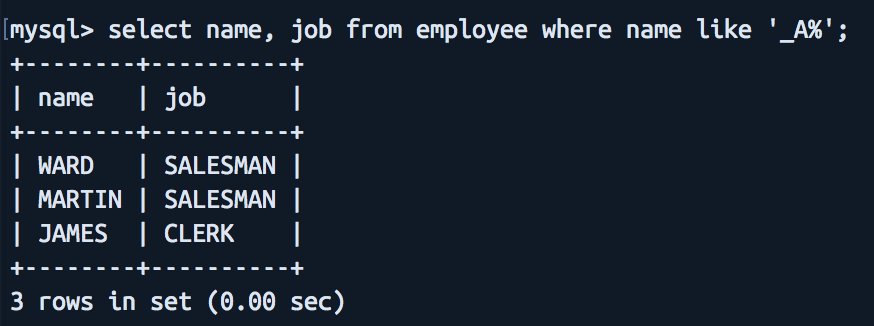 mysql> select name, job from employee where name like '_A%';
+--------+----------+
| name   | job      |
+--------+----------+
| WARD   | SALESMAN |
| MARTIN | SALESMAN |
| JAMES  | CLERK    |
+--------+----------+
3 rows in set (0.00 sec)